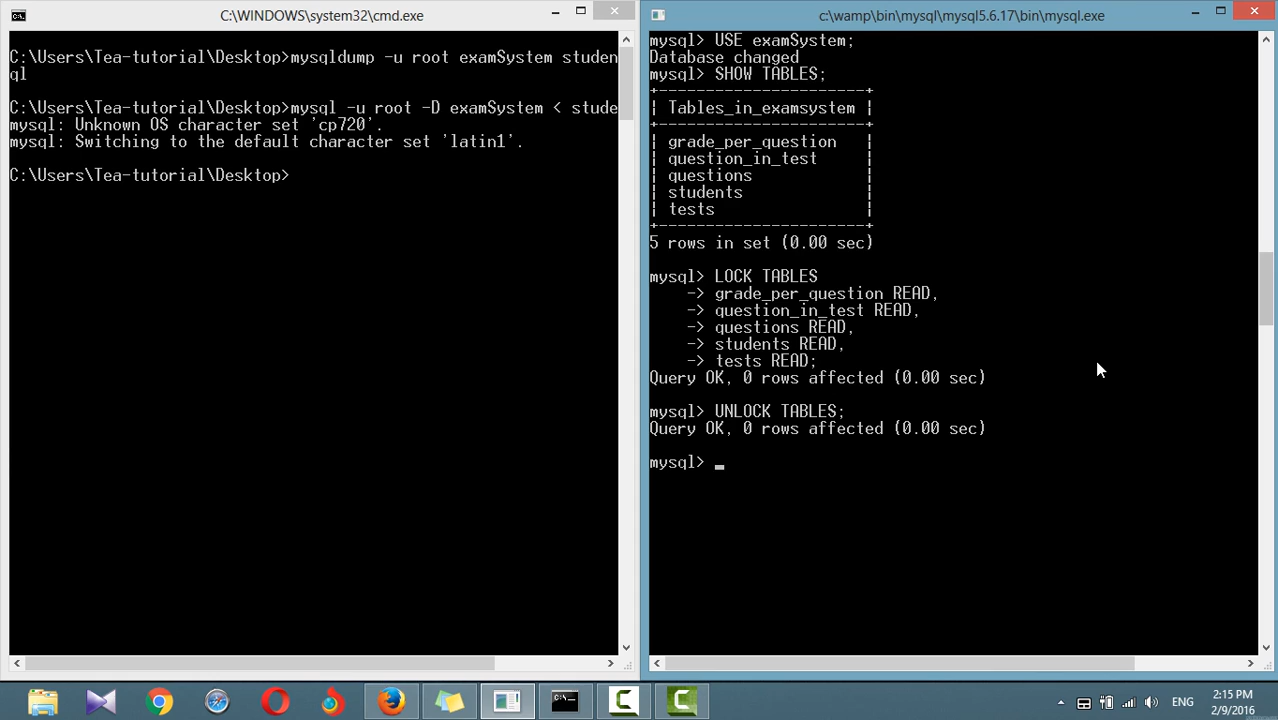 C:\WINDOWS\system32\cmd.exe
C:\Users\Tea-tutorial\Desktop>mysqldump -u root examSystem studen
ql
C:\Users\Tea-tutorial\Desktop>mysql -u root -D examSystem < stude
mysql: Unknown OS character set 'cp720'.
mysql: Switching to the default character set 'latin1'.
C:\Users\Tea-tutorial\Desktop>
c:\wamp\bin\mysql\mysql5.6.17\bin\mysql.exe
mysql> USE examSystem;
Database changed
mysql> SHOW TABLES;
+-----------------------+
| Tables_in_examsystem |
+-----------------------+
| grade_per_question |
| question_in_test |
| questions |
| students |
| tests |
+-----------------------+
5 rows in set (0.00 sec)
mysql> LOCK TABLES
-> grade_per_question READ,
-> question_in_test READ,
-> questions READ,
-> students READ,
-> tests READ;
Query OK, 0 rows affected (0.00 sec)
mysql> UNLOCK TABLES;
Query OK, 0 rows affected (0.00 sec)
mysql> _
ENG
2:15 PM
2/9/2016